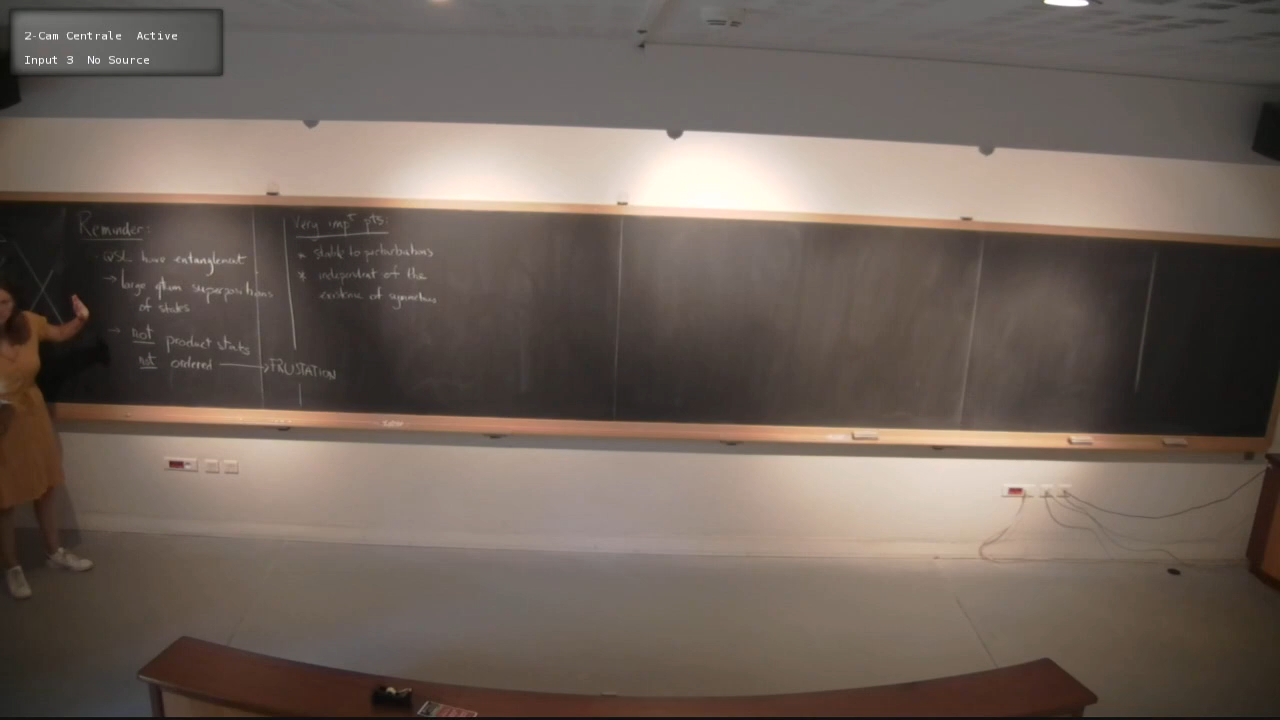 2-Cam Centrale Active
Input 3 No Source
Reminder:
QSL have entanglement
→ large qtum superpositions
of states
→ not product states
not ordered → FRUSTATION
Very impt pts:
* stable to perturbations
* independent of the
existence of symmetries